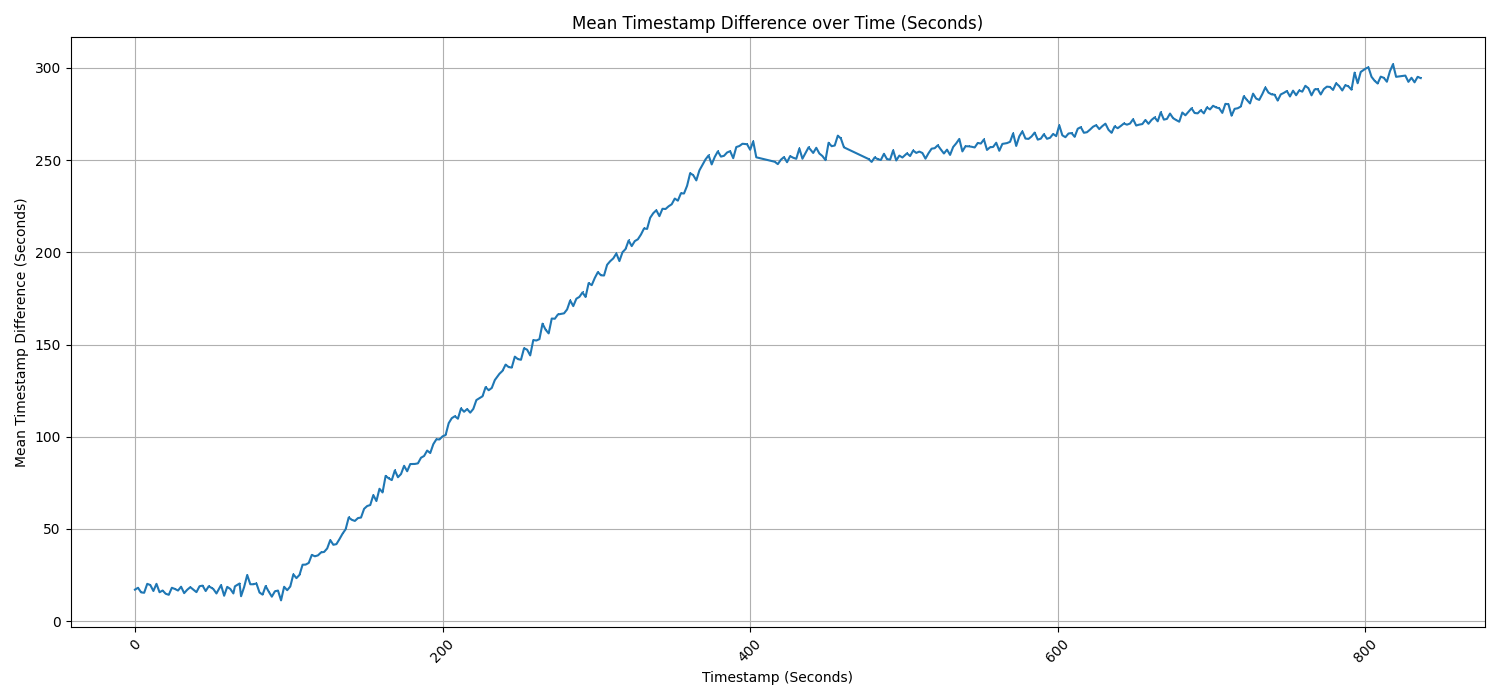 Mean Timestamp Difference over Time (Seconds)
300
250
200
150
100
50
0
Mean Timestamp Difference (Seconds)
0 200 400 600 800
Timestamp (Seconds)